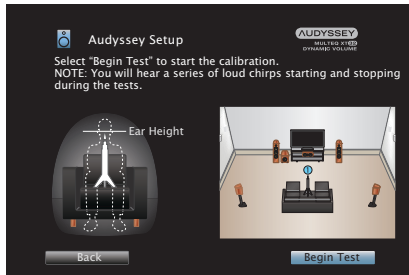 Audyssey Setup
AUDYSSEY
MULTEQ XT32
DYNAMIC VOLUME
Select “Begin Test” to start the calibration.
NOTE: You will hear a series of loud chirps starting and stopping
during the tests.
Ear Height
Back
Begin Test